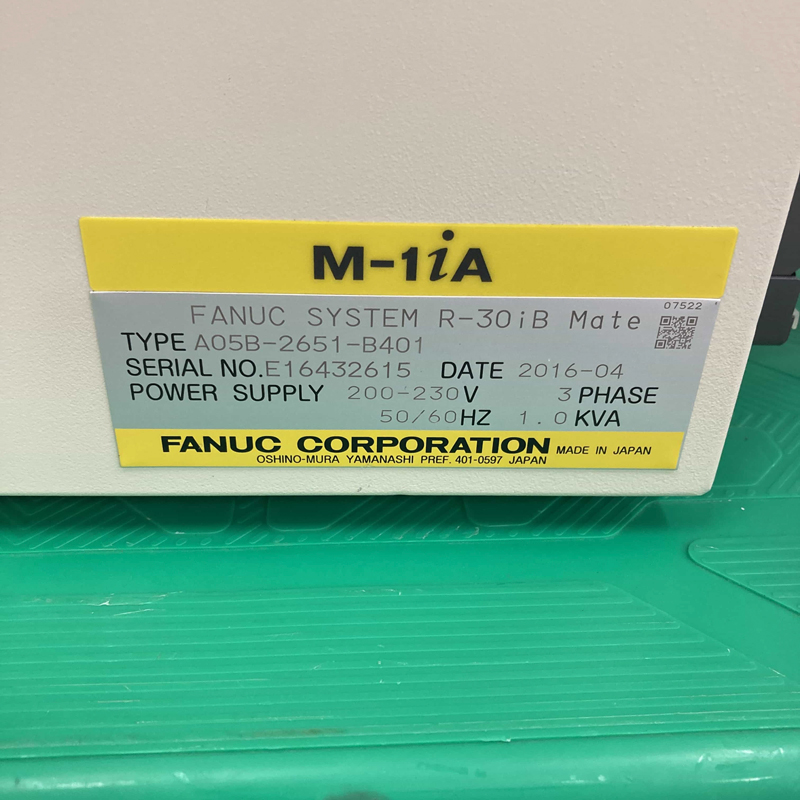 M-1iA
07522
FANUC SYSTEM R-30iB Mate
TYPE A05B-2651-B401
SERIAL NO. E16432615 DATE 2016-04
POWER SUPPLY 200-230V 3 PHASE
50/60HZ 1.0 KVA
FANUC CORPORATION MADE IN JAPAN
OSHINO-MURA YAMANASHI PREF. 401-0597 JAPAN